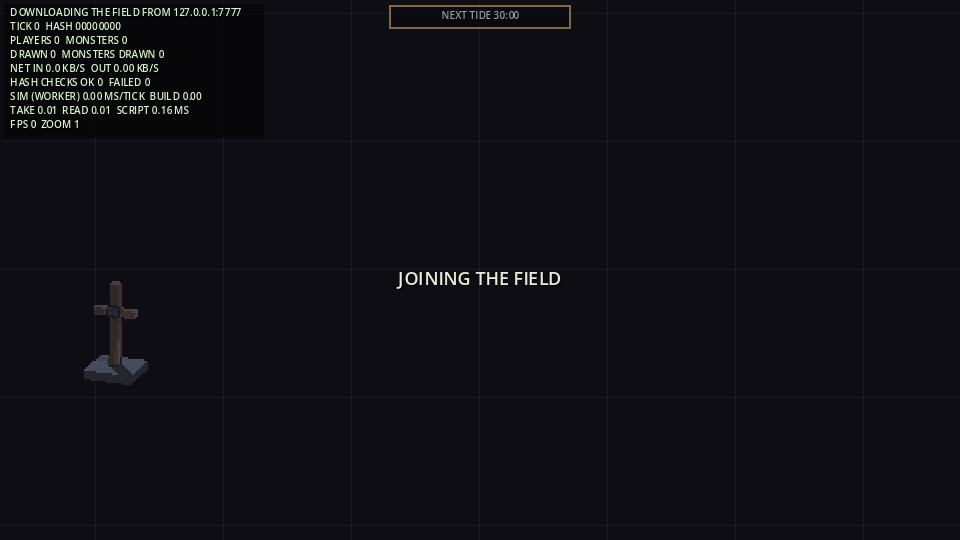 DOWNLOADING THE FIELD FROM 127.0.0.1:7777
TICK 0 HASH 00000000
PLAYERS 0 MONSTERS 0
DRAWN 0 MONSTERS DRAWN 0
NET IN 0.0 KB/S OUT 0.00 KB/S
HASH CHECKS OK 0 FAILED 0
SIM (WORKER) 0.00 MS/TICK BUILD 0.00
TAKE 0.01 READ 0.01 SCRIPT 0.16 MS
FPS 0 ZOOM 1
NEXT TIDE 30:00
JOINING THE FIELD